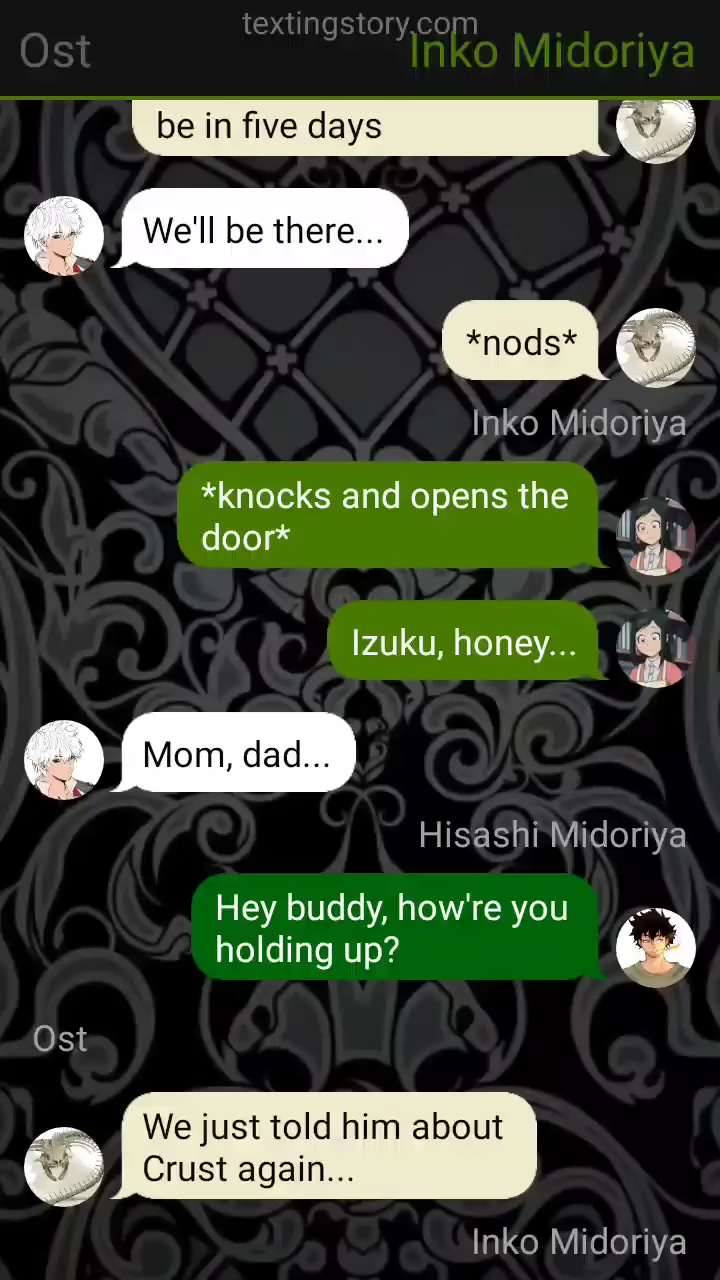 textingstory.com
Ost
Inko Midoriya
be in five days
We'll be there...
*nods*
Inko Midoriya
*knocks and opens the
door*
Izuku, honey...
Mom, dad...
Hisashi Midoriya
Hey buddy, how're you
holding up?
Ost
We just told him about
Crust again...
Inko Midoriya